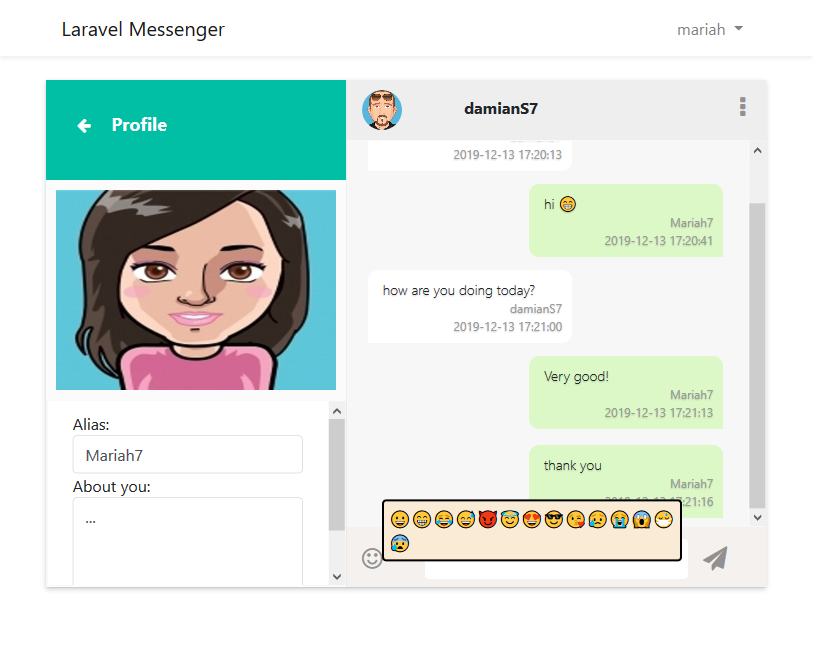 Laravel Messenger
mariah
Profile
Alias:
Mariah7
About you:
...
damianS7
2019-12-13 17:20:13
hi 😁
Mariah7
2019-12-13 17:20:41
how are you doing today?
damianS7
2019-12-13 17:21:00
Very good!
Mariah7
2019-12-13 17:21:13
thank you
Mariah7
17:21:16